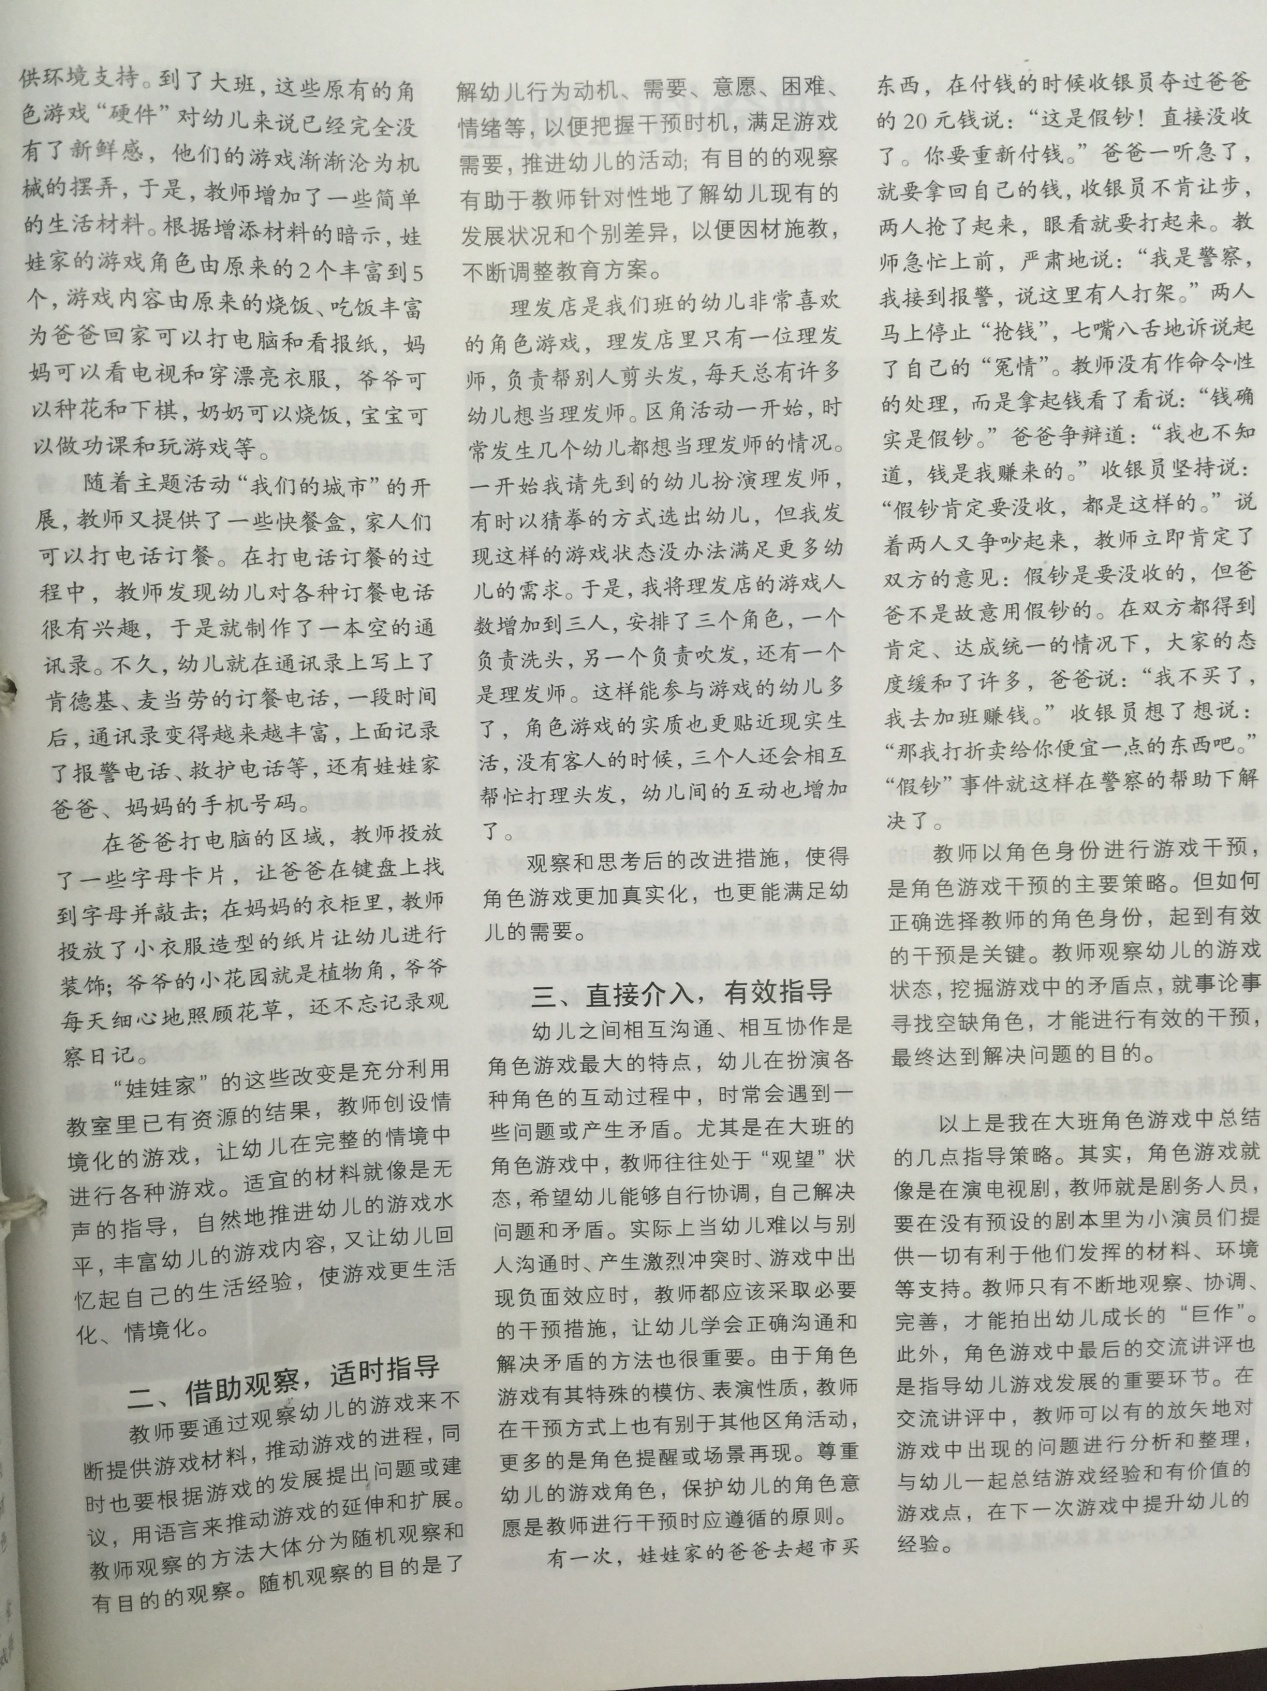 供环境支持。到了大班，这些原有的角
色游戏“硬件”对幼儿来说已经完全没
有了新鲜感，他们的游戏渐渐沦为机
械的摆弄，于是，教师增加了一些简单
的生活材料。根据增添材料的暗示，娃
娃家的游戏角色由原来的2个丰富到5
个，游戏内容由原来的烧饭、吃饭丰富
为爸爸回家可以打电脑和看报纸，妈
妈可以看电视和穿漂亮衣服，爷爷可
以种花和下棋，奶奶可以烧饭，宝宝可
以做功课和玩游戏等。
随着主题活动“我们的城市”的开
展，教师又提供了一些快餐盒，家人们
可以打电话订餐。在打电话订餐的过
程中，教师发现幼儿对各种订餐电话
很有兴趣，于是就制作了一本空的通
讯录。不久，幼儿就在通讯录上写上了
肯德基、麦当劳的订餐电话，一段时间
后，通讯录变得越来越丰富，上面记录
了报警电话、救护电话等，还有娃娃家
爸爸、妈妈的手机号码。
在爸爸打电脑的区域，教师投放
了一些字母卡片，让爸爸在键盘上找
到字母并敲击；在妈妈的衣柜里，教师
投放了小衣服造型的纸片让幼儿进行
装饰；爷爷的小花园就是植物角，爷爷
每天细心地照顾花草，还不忘记录观
察日记。
“娃娃家”的这些改变是充分利用
教室里已有资源的结果，教师创设情
境化的游戏，让幼儿在完整的情境中
进行各种游戏。适宜的材料就像是无
声的指导，自然地推进幼儿的游戏水
平，丰富幼儿的游戏内容，又让幼儿回
忆起自己的生活经验，使游戏更生活
化、情境化。
二、借助观察，适时指导
教师要通过观察幼儿的游戏来不
断提供游戏材料，推动游戏的进程，同
时也要根据游戏的发展提出问题或建
议，用语言来推动游戏的延伸和扩展。
教师观察的方法大体分为随机观察和
有目的的观察。随机观察的目的是了
解幼儿行为动机、需要、意愿、困难、
情绪等，以便把握干预时机，满足游戏
需要，推进幼儿的活动；有目的的观察
有助于教师针对性地了解幼儿现有的
发展状况和个别差异，以便因材施教，
不断调整教育方案。
理发店是我们班的幼儿非常喜欢
的角色游戏，理发店里只有一位理发
师，负责帮别人剪头发，每天总有许多
幼儿想当理发师。区角活动一开始，时
常发生几个幼儿都想当理发师的情况。
一开始我请先到的幼儿扮演理发师，
有时以猜拳的方式选出幼儿，但我发
现这样的游戏状态没办法满足更多幼
儿的需求。于是，我将理发店的游戏人
数增加到三人，安排了三个角色，一个
负责洗头，另一个负责吹发，还有一个
是理发师。这样能参与游戏的幼儿多
了，角色游戏的实质也更贴近现实生
活，没有客人的时候，三个人还会相互
帮忙打理头发，幼儿间的互动也增加
了。
观察和思考后的改进措施，使得
角色游戏更加真实化，也更能满足幼
儿的需要。
三、直接介入，有效指导
幼儿之间相互沟通、相互协作是
角色游戏最大的特点，幼儿在扮演各
种角色的互动过程中，时常会遇到一
些问题或产生矛盾。尤其是在大班的
角色游戏中，教师往往处于“观望”状
态，希望幼儿能够自行协调，自己解决
问题和矛盾。实际上当幼儿难以与别
人沟通时、产生激烈冲突时、游戏中出
现负面效应时，教师都应该采取必要
的干预措施，让幼儿学会正确沟通和
解决矛盾的方法也很重要。由于角色
游戏有其特殊的模仿、表演性质，教师
在干预方式上也有别于其他区角活动，
更多的是角色提醒或场景再现。尊重
幼儿的游戏角色，保护幼儿的角色意
愿是教师进行干预时应遵循的原则。
有一次，娃娃家的爸爸去超市买
东西，在付钱的时候收银员夺过爸爸
的20元钱说：“这是假钞！直接没收
了。你要重新付钱。”爸爸一听急了，
就要拿回自己的钱，收银员不肯让步，
两人抢了起来，眼看就要打起来。教
师急忙上前，严肃地说：“我是警察，
我接到报警，说这里有人打架。”两人
马上停止“抢钱”，七嘴八舌地诉说起
了自己的“冤情”。教师没有作命令性
的处理，而是拿起钱看了看说：“钱确
实是假钞。”爸爸争辩道：“我也不知
道，钱是我赚来的。”收银员坚持说：
“假钞肯定要没收，都是这样的。”说
着两人又争吵起来，教师立即肯定了
双方的意见：假钞是要没收的，但爸
爸不是故意用假钞的。在双方都得到
肯定、达成统一的情况下，大家的态
度缓和了许多，爸爸说：“我不买了，
我去加班赚钱。”收银员想了想说：
“那我打折卖给你便宜一点的东西吧。”
“假钞”事件就这样在警察的帮助下解
决了。
教师以角色身份进行游戏干预，
是角色游戏干预的主要策略。但如何
正确选择教师的角色身份，起到有效
的干预是关键。教师观察幼儿的游戏
状态，挖掘游戏中的矛盾点，就事论事
寻找空缺角色，才能进行有效的干预，
最终达到解决问题的目的。
以上是我在大班角色游戏中总结
的几点指导策略。其实，角色游戏就
像是在演电视剧，教师就是剧务人员，
要在没有预设的剧本里为小演员们提
供一切有利于他们发挥的材料、环境
等支持。教师只有不断地观察、协调、
完善，才能拍出幼儿成长的“巨作”。
此外，角色游戏中最后的交流讲评也
是指导幼儿游戏发展的重要环节。在
交流讲评中，教师可以有的放矢地对
游戏中出现的问题进行分析和整理，
与幼儿一起总结游戏经验和有价值的
游戏点，在下一次游戏中提升幼儿的
经验。